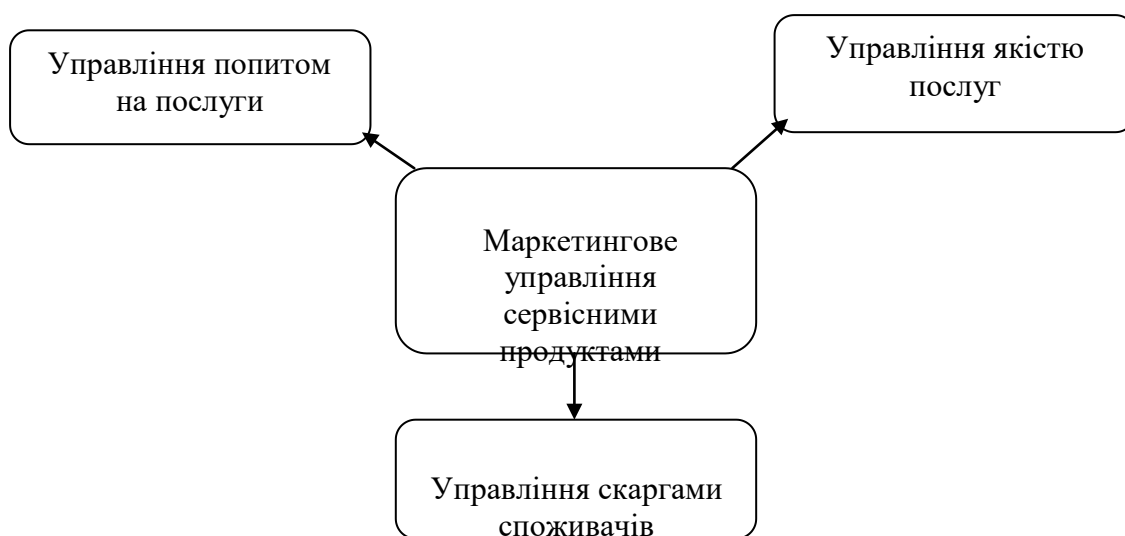 Управління попитом
на послуги
Управління якістю
послуг
Маркетингове
управління
сервісними
продуктами
Управління скаргами
споживачів